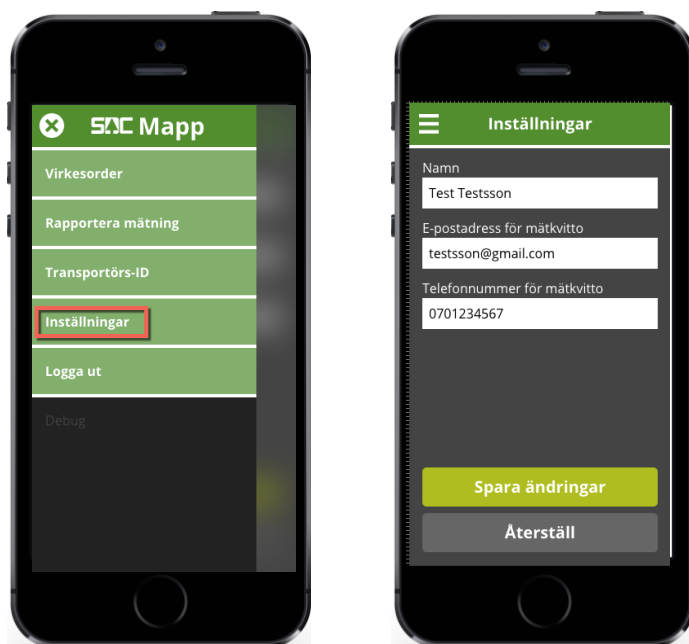 SDC Mapp
Virkesorder
Rapportera mätning
Transportörs-ID
Inställningar
Logga ut
Debug
Inställningar
Namn
Test Testsson
E-postadress för mätkvitto
testsson@gmail.com
Telefonnummer för mätkvitto
0701234567
Spara ändringar
Återställ